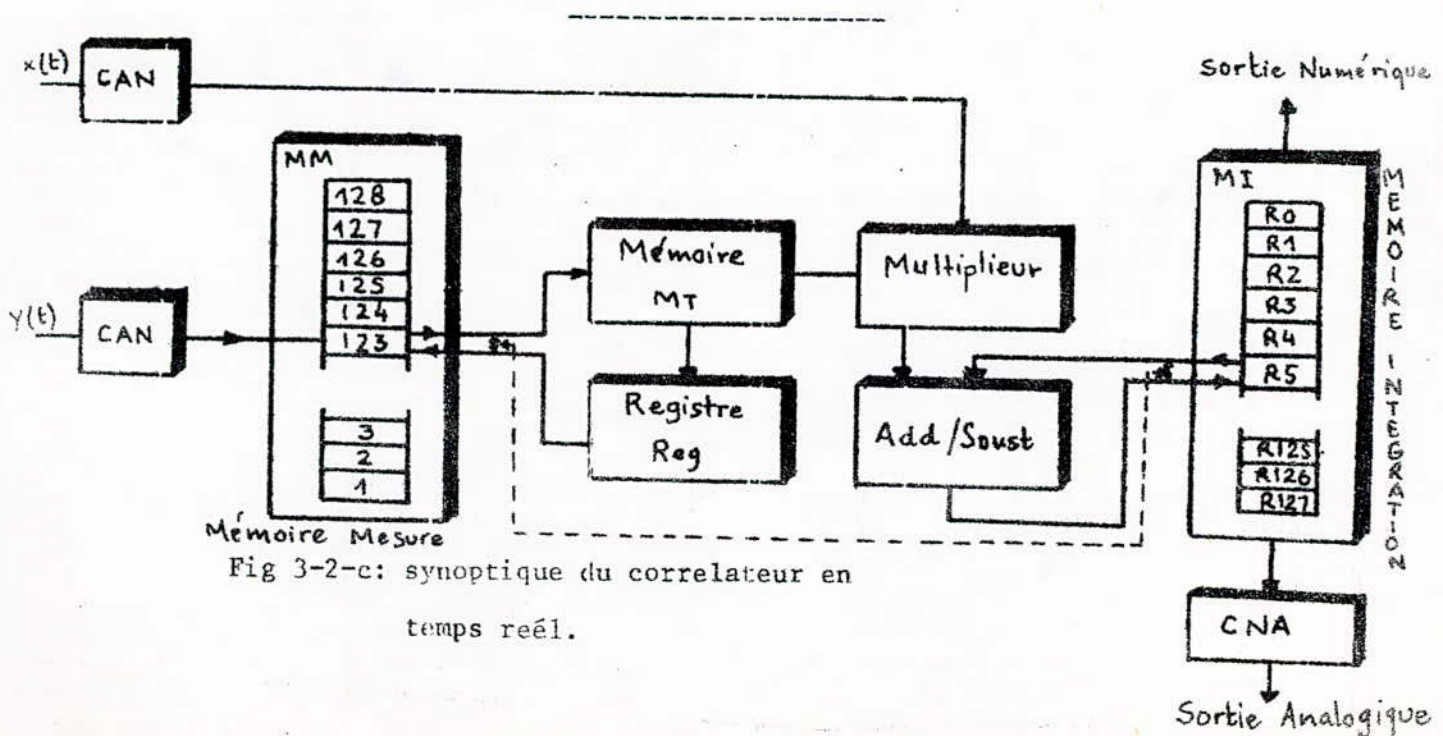 x(t)
CAN
Sortie Numérique
MM
128
127
126
125
124
123
3
2
1
Mémoire Mesure
y(t)
CAN
Mémoire
MT
Registre
Reg
Multiplieur
Add/Soust
MI
R0
R1
R2
R3
R4
R5
R125
R126
R127
MEMOIRE INTEGRATION
CNA
Sortie Analogique
Fig 3-2-c: synoptique du correlateur en
temps reél.